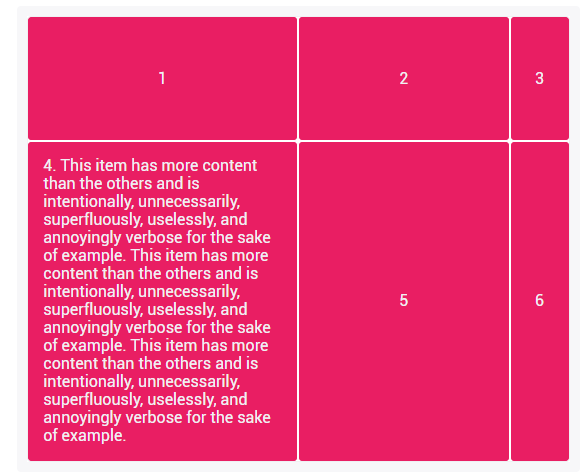 1
2
3
4. This item has more content
than the others and is
intentionally, unnecessarily,
superfluously, uselessly, and
annoyingly verbose for the sake
of example. This item has more
content than the others and is
intentionally, unnecessarily,
superfluously, uselessly, and
annoyingly verbose for the sake
of example. This item has more
content than the others and is
intentionally, unnecessarily,
superfluously, uselessly, and
annoyingly verbose for the sake
of example.
5
6